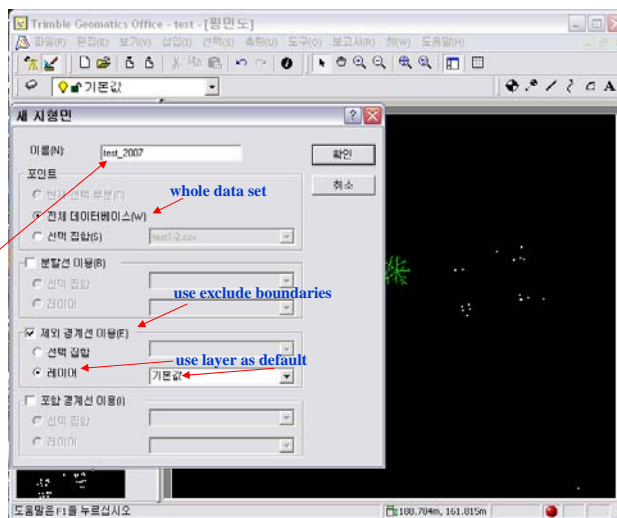 Trimble Geomatics Office - test - [평면도]
파일(F) 편집(E) 보기(V) 삽입(I) 선택(s) 측량(U) 도구(O) 보고서(R) 창(W) 도움말(H)
기본값
A
새 지형면
이름(N): test_2007
확인
포인트
취소
whole data set
전체 데이터베이스(W)
선택 집합(S) test1-2.csv
분할선 이용(B)
선택 집합
레이어
use exclude boundaries
제외 경계선 이용(E)
선택 집합
use layer as default
레이어 기본값
포함 경계선 이용(I)
선택 집합
레이어
도움말은 F1를 누르십시오
188.704m, 161.815m